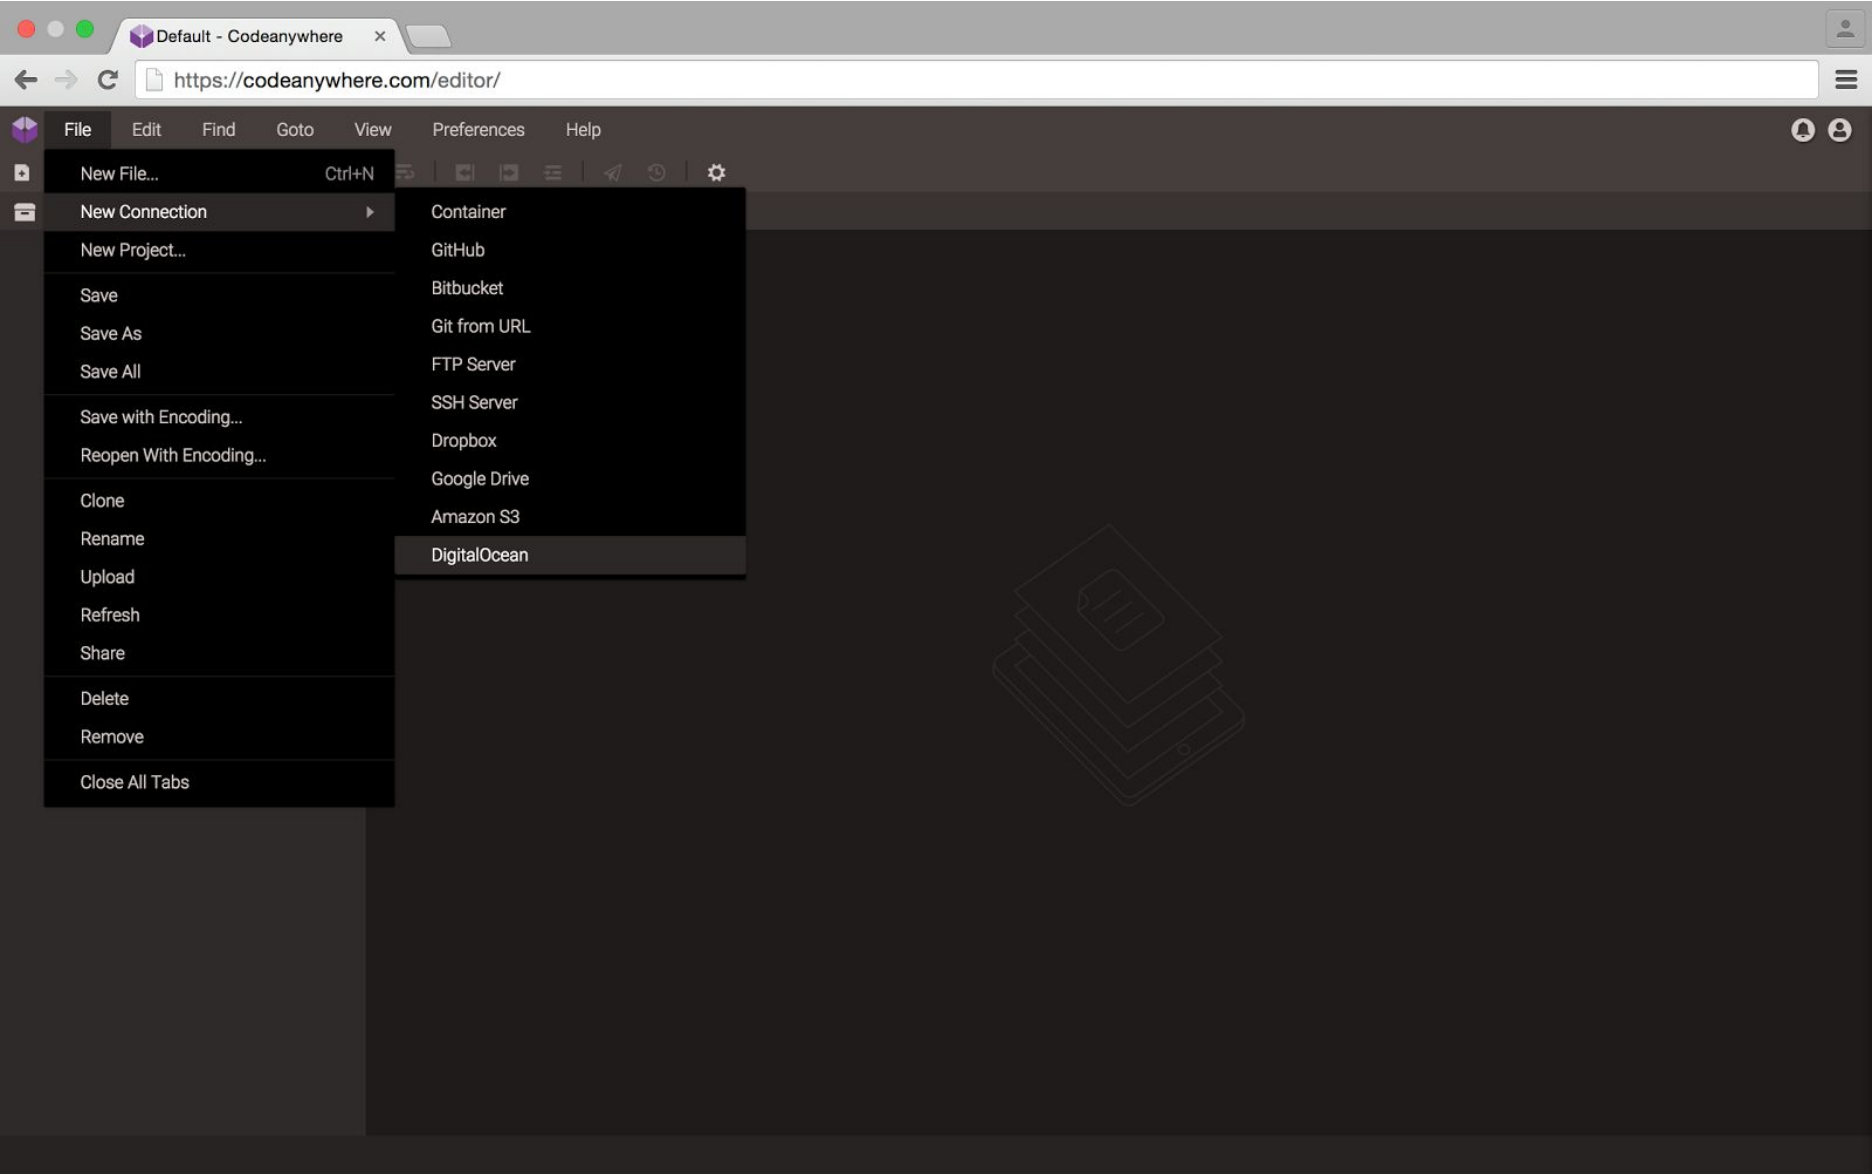 Default - Codeanywhere
https://codeanywhere.com/editor/
File Edit Find Goto View Preferences Help
New File... Ctrl+N
New Connection
New Project...
Save
Save As
Save All
Save with Encoding...
Reopen With Encoding...
Clone
Rename
Upload
Refresh
Share
Delete
Remove
Close All Tabs
Container
GitHub
Bitbucket
Git from URL
FTP Server
SSH Server
Dropbox
Google Drive
Amazon S3
DigitalOcean